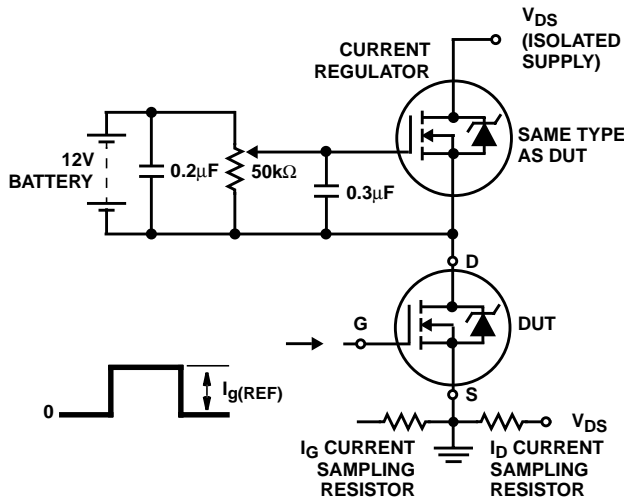 V_DS
(ISOLATED
SUPPLY)
CURRENT
REGULATOR
SAME TYPE
AS DUT
12V
BATTERY
0.2µF
50kΩ
0.3µF
D
DUT
G
I_g(REF)
0
S
V_DS
I_G CURRENT
SAMPLING
RESISTOR
I_D CURRENT
SAMPLING
RESISTOR